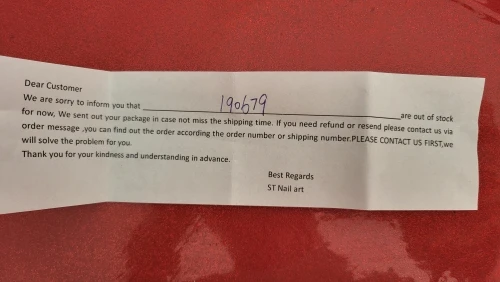 Dear Customer
We are sorry to inform you that 190679 are out of stock
for now, We sent out your package in case not miss the shipping time. If you need refund or resend please contact us via
order message ,you can find out the order according the order number or shipping number.PLEASE CONTACT US FIRST,we
will solve the problem for you.
Thank you for your kindness and understanding in advance.
Best Regards
ST Nail art